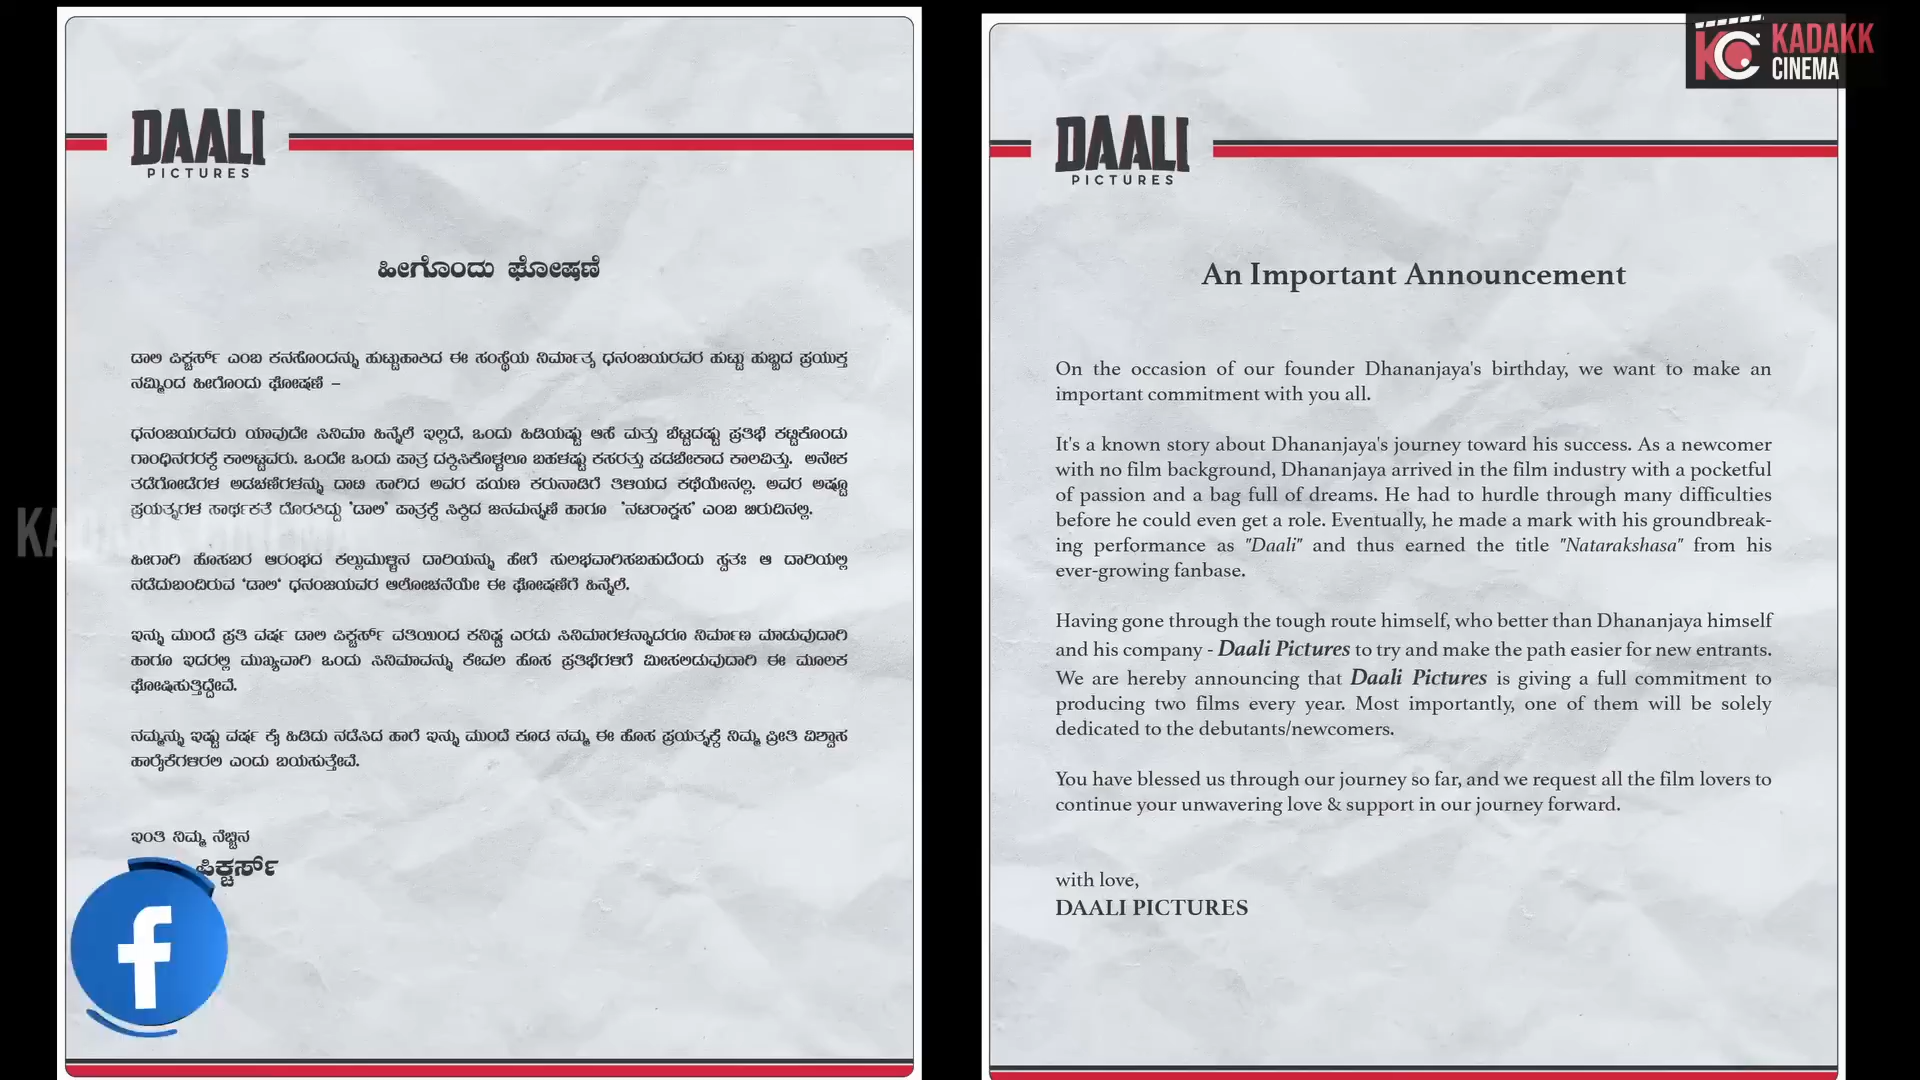 DAALI
PICTURES
ಹೀಗೊಂದು ಘೋಷಣೆ
ಡಾಲಿ ಪಿಕ್ಚರ್ಸ್ ಎಂಬ ಕನಸೊಂದನ್ನು ಹುಟ್ಟುಹಾಕಿದ ಈ ಸಂಸ್ಥೆಯ ನಿರ್ಮಾತೃ ಧನಂಜಯರವರ ಹುಟ್ಟು ಹಬ್ಬದ ಪ್ರಯುಕ್ತ
ನಮ್ಮಿಂದ ಹೀಗೊಂದು ಘೋಷಣೆ –
ಧನಂಜಯರವರು ಯಾವುದೇ ಸಿನಿಮಾ ಹಿನ್ನೆಲೆ ಇಲ್ಲದೆ, ಒಂದು ಹಿಡಿಯಷ್ಟು ಆಸೆ ಮತ್ತು ಬೆಟ್ಟದಷ್ಟು ಪ್ರತಿಭೆ ಕಟ್ಟಿಕೊಂಡು
ಗಾಂಧಿನಗರಕ್ಕೆ ಕಾಲಿಟ್ಟವರು. ಒಂದೇ ಒಂದು ಪಾತ್ರ ದಕ್ಕಿಸಿಕೊಳ್ಳಲೂ ಬಹಳಷ್ಟು ಕಸರತ್ತು ಪಡಬೇಕಾದ ಕಾಲವಿತ್ತು. ಅನೇಕ
ತಡೆಗೋಡೆಗಳ ಅಡಚಣೆಗಳನ್ನು ದಾಟಿ ಸಾಗಿದ ಅವರ ಪಯಣ ಕರುನಾಡಿಗೆ ತಿಳಿಯದ ಕಥೆಯೇನಲ್ಲ. ಅವರ ಅಷ್ಟೂ
ಪ್ರಯತ್ನಗಳ ಸಾರ್ಥಕತೆ ದೊರಕಿದ್ದು 'ಡಾಲಿ' ಪಾತ್ರಕ್ಕೆ ಸಿಕ್ಕಿದ ಜನಮನ್ನಣೆ ಹಾಗೂ 'ನಟರಾಕ್ಷಸ' ಎಂಬ ಬಿರುದಿನಲ್ಲಿ.
ಹೀಗಾಗಿ ಹೊಸಬರ ಆರಂಭದ ಕಲ್ಲುಮುಳ್ಳಿನ ದಾರಿಯನ್ನು ಹೇಗೆ ಸುಲಭವಾಗಿಸಬಹುದೆಂದು ಸ್ವತಃ ಆ ದಾರಿಯಲ್ಲಿ
ನಡೆದುಬಂದಿರುವ 'ಡಾಲಿ' ಧನಂಜಯವರ ಆಲೋಚನೆಯೇ ಈ ಘೋಷಣೆಗೆ ಹಿನ್ನೆಲೆ.
ಇನ್ನು ಮುಂದೆ ಪ್ರತಿ ವರ್ಷ ಡಾಲಿ ಪಿಕ್ಚರ್ಸ್ ವತಿಯಿಂದ ಕನಿಷ್ಟ ಎರಡು ಸಿನಿಮಾಗಳನ್ನಾದರೂ ನಿರ್ಮಾಣ ಮಾಡುವುದಾಗಿ
ಹಾಗೂ ಇದರಲ್ಲಿ ಮುಖ್ಯವಾಗಿ ಒಂದು ಸಿನಿಮಾವನ್ನು ಕೇವಲ ಹೊಸ ಪ್ರತಿಭೆಗಳಿಗೆ ಮೀಸಲಿಡುವುದಾಗಿ ಈ ಮೂಲಕ
ಘೋಷಿಸುತ್ತಿದ್ದೇವೆ.
ನಮ್ಮನ್ನು ಇಷ್ಟು ವರ್ಷ ಕೈ ಹಿಡಿದು ನಡೆಸಿದ ಹಾಗೆ ಇನ್ನು ಮುಂದೆ ಕೂಡ ನಮ್ಮ ಈ ಹೊಸ ಪ್ರಯತ್ನಕ್ಕೆ ನಿಮ್ಮ ಪ್ರೀತಿ ವಿಶ್ವಾಸ
ಹಾರೈಕೆಗಳಿರಲಿ ಎಂದು ಬಯಸುತ್ತೇವೆ.
ಇಂತಿ ನಿಮ್ಮ ನೆಚ್ಚಿನ
ಪಿಕ್ಚರ್ಸ್
KADAKK
CINEMA
DAALI
PICTURES
An Important Announcement
On the occasion of our founder Dhananjaya's birthday, we want to make an
important commitment with you all.
It's a known story about Dhananjaya's journey toward his success. As a newcomer
with no film background, Dhananjaya arrived in the film industry with a pocketful
of passion and a bag full of dreams. He had to hurdle through many difficulties
before he could even get a role. Eventually, he made a mark with his groundbreak-
ing performance as "Daali" and thus earned the title "Natarakshasa" from his
ever-growing fanbase.
Having gone through the tough route himself, who better than Dhananjaya himself
and his company - Daali Pictures to try and make the path easier for new entrants.
We are hereby announcing that Daali Pictures is giving a full commitment to
producing two films every year. Most importantly, one of them will be solely
dedicated to the debutants/newcomers.
You have blessed us through our journey so far, and we request all the film lovers to
continue your unwavering love & support in our journey forward.
with love,
DAALI PICTURES